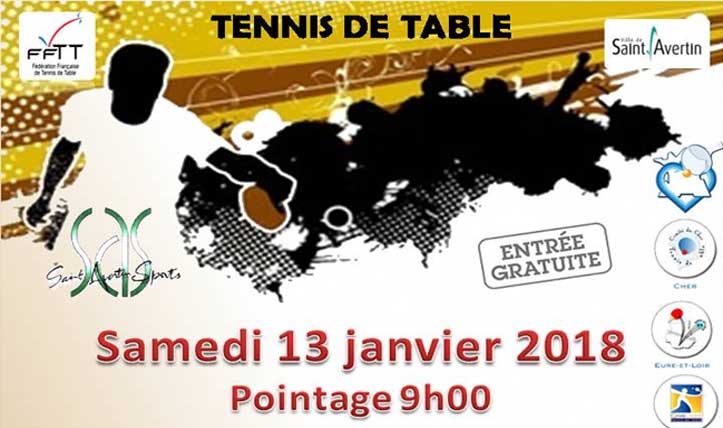 FFTT
Fédération Française
de Tennis de Table
TENNIS DE TABLE
Ville de
Saint Avertin
SAS
Saint Avertin Sports
ENTRÉE
GRATUITE
CHER
EURE-ET-LOIR
Samedi 13 janvier 2018
Pointage 9h00